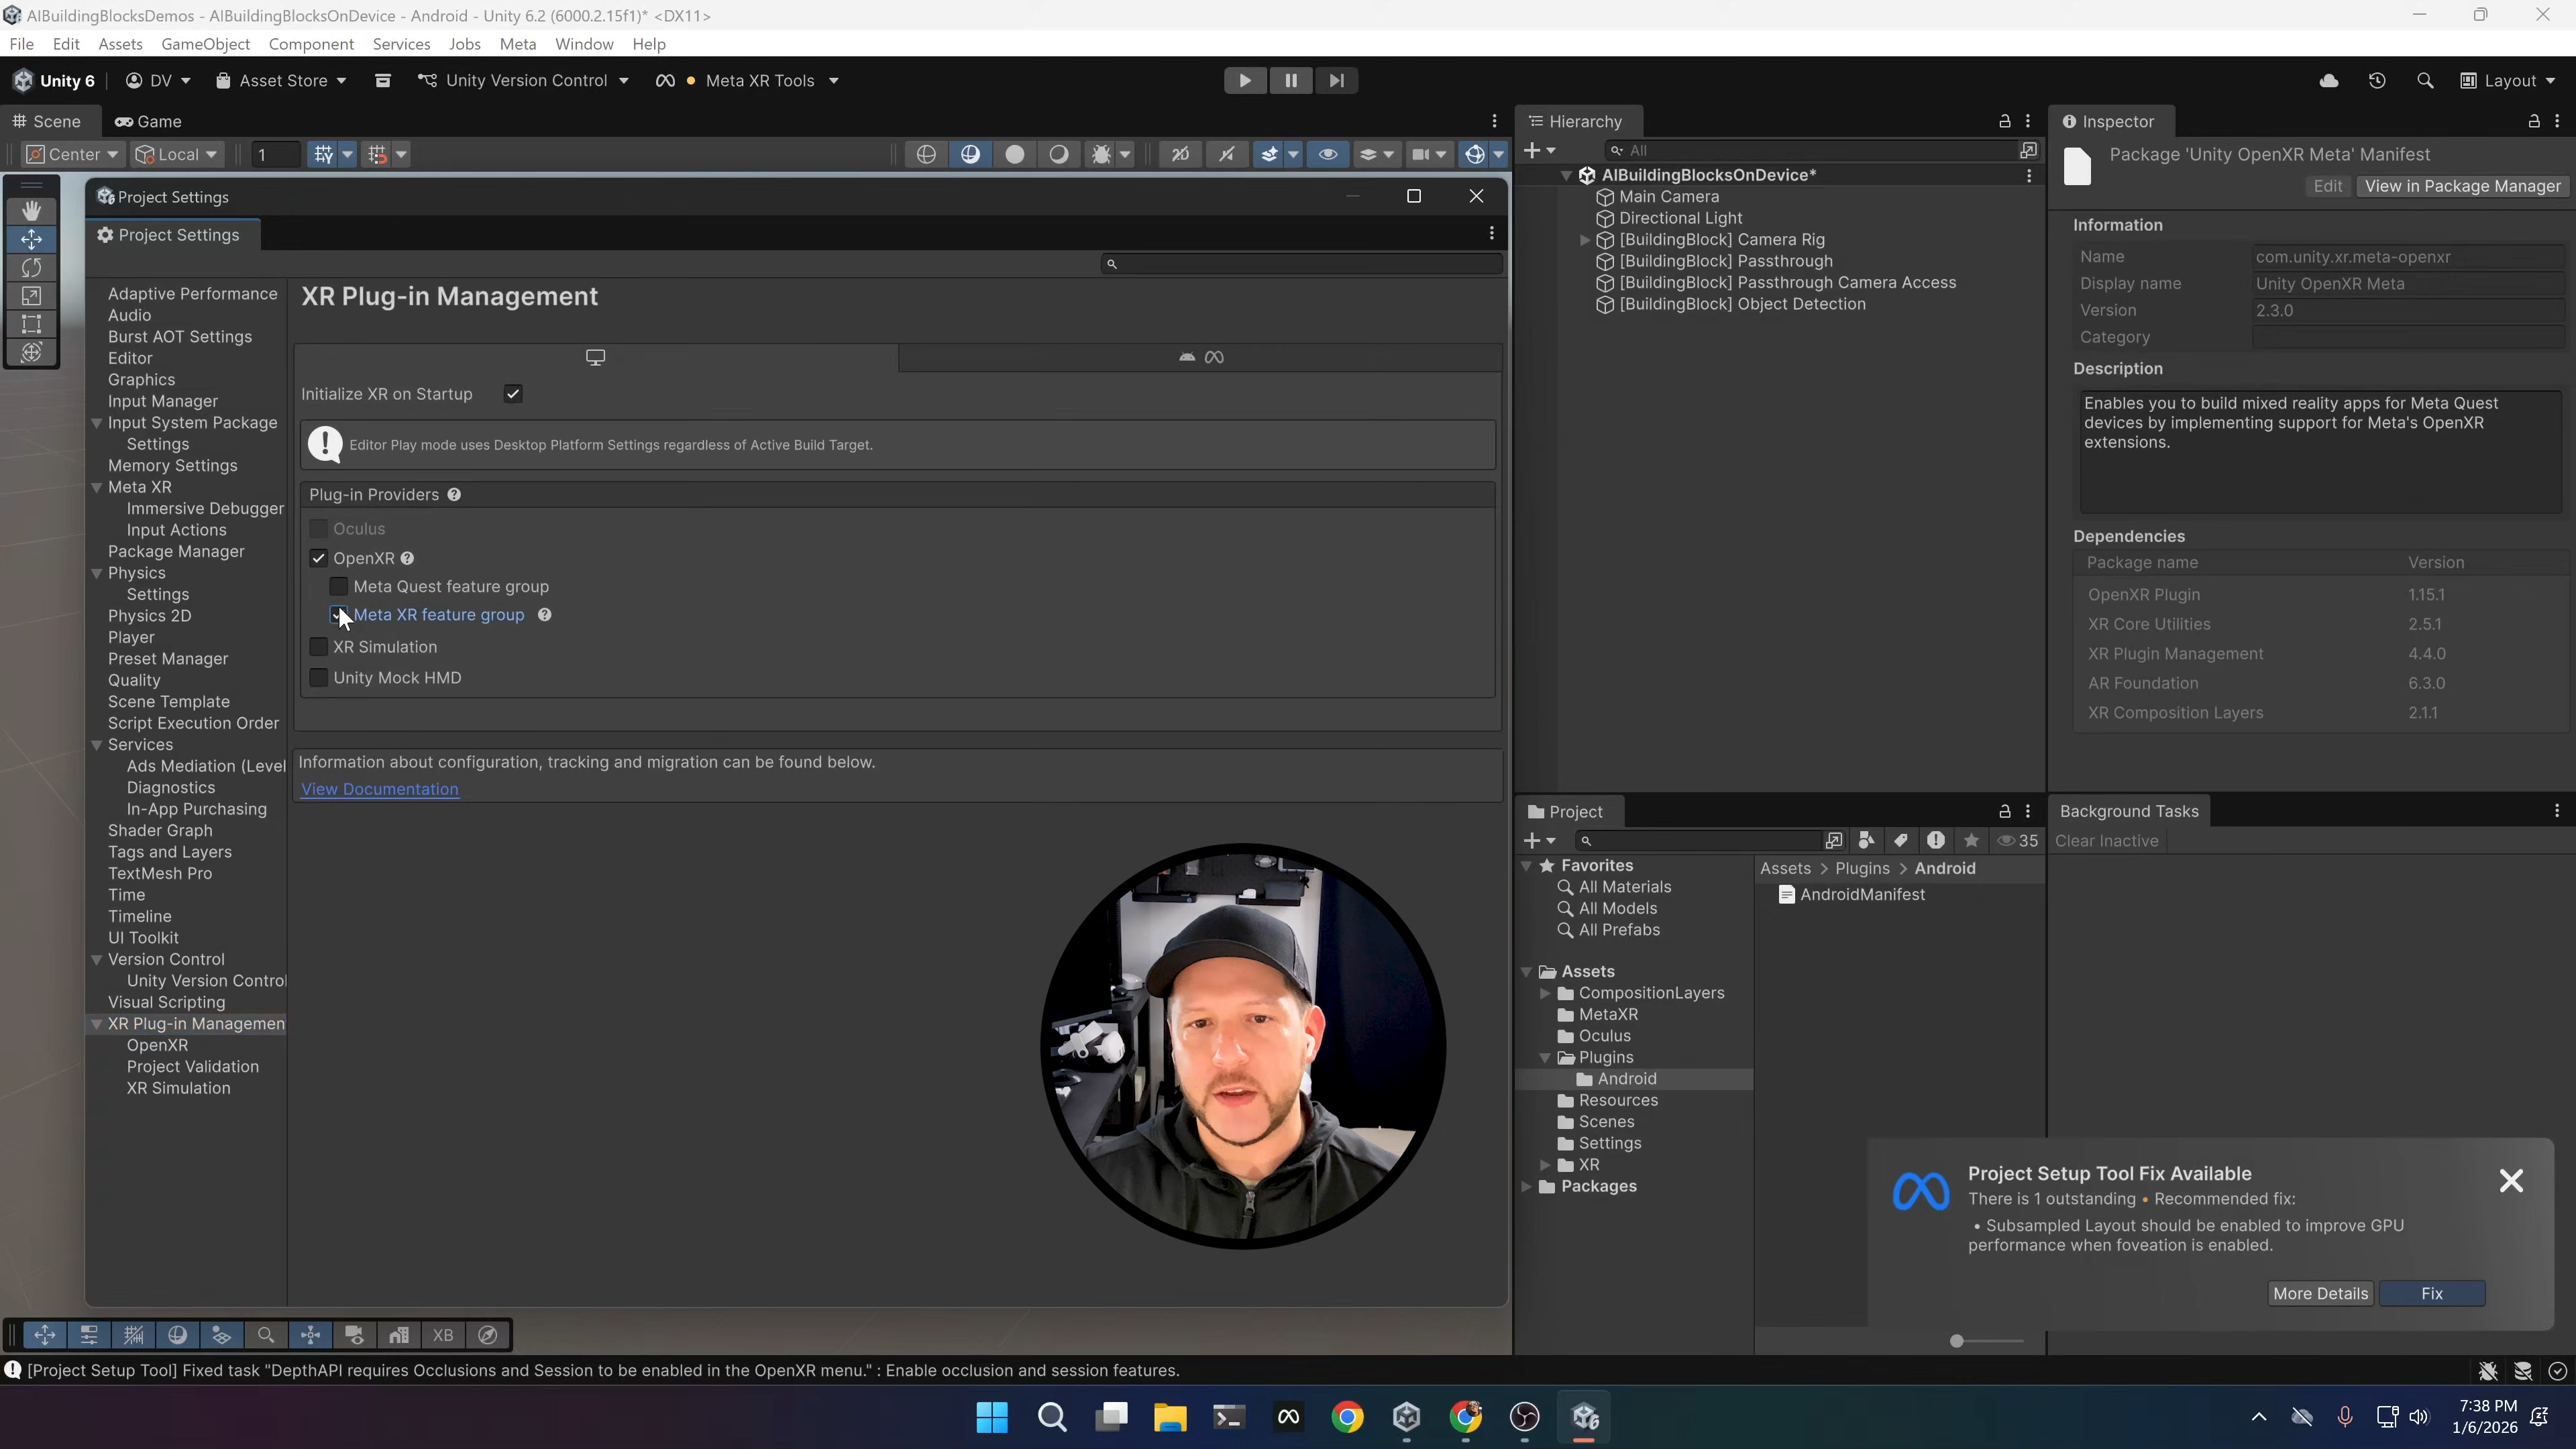 AIBuildingBlocksDemos - AIBuildingBlocksOnDevice - Android - Unity 6.2 (6000.2.15f1)* <DX11>
File Edit Assets GameObject Component Services Jobs Meta Window Help
Unity 6 DV Asset Store Unity Version Control Meta XR Tools Layout
Scene Game
Center Local 1
Project Settings
Project Settings
Adaptive Performance
Audio
Burst AOT Settings
Editor
Graphics
Input Manager
Input System Package
Settings
Memory Settings
Meta XR
Immersive Debugger
Input Actions
Package Manager
Physics
Settings
Physics 2D
Player
Preset Manager
Quality
Scene Template
Script Execution Order
Services
Ads Mediation (Level
Diagnostics
In-App Purchasing
Shader Graph
Tags and Layers
TextMesh Pro
Time
Timeline
UI Toolkit
Version Control
Unity Version Control
Visual Scripting
XR Plug-in Managemen
OpenXR
Project Validation
XR Simulation
XR Plug-in Management
Initialize XR on Startup
Editor Play mode uses Desktop Platform Settings regardless of Active Build Target.
Plug-in Providers
Oculus
OpenXR
Meta Quest feature group
Meta XR feature group
XR Simulation
Unity Mock HMD
Information about configuration, tracking and migration can be found below.
View Documentation
Hierarchy
All
AIBuildingBlocksOnDevice*
Main Camera
Directional Light
[BuildingBlock] Camera Rig
[BuildingBlock] Passthrough
[BuildingBlock] Passthrough Camera Access
[BuildingBlock] Object Detection
Inspector
Package 'Unity OpenXR Meta' Manifest
Edit View in Package Manager
Information
Name com.unity.xr.meta-openxr
Display name Unity OpenXR Meta
Version 2.3.0
Category
Description
Enables you to build mixed reality apps for Meta Quest
devices by implementing support for Meta's OpenXR
extensions.
Dependencies
Package name Version
OpenXR Plugin 1.15.1
XR Core Utilities 2.5.1
XR Plugin Management 4.4.0
AR Foundation 6.3.0
XR Composition Layers 2.1.1
Project
35
Favorites
All Materials
All Models
All Prefabs
Assets
CompositionLayers
MetaXR
Oculus
Plugins
Android
Resources
Scenes
Settings
XR
Packages
Assets > Plugins > Android
AndroidManifest
Background Tasks
Clear Inactive
Project Setup Tool Fix Available
There is 1 outstanding • Recommended fix:
• Subsampled Layout should be enabled to improve GPU
performance when foveation is enabled.
More Details Fix
XB
[Project Setup Tool] Fixed task "DepthAPI requires Occlusions and Session to be enabled in the OpenXR menu." : Enable occlusion and session features.
7:38 PM
1/6/2026